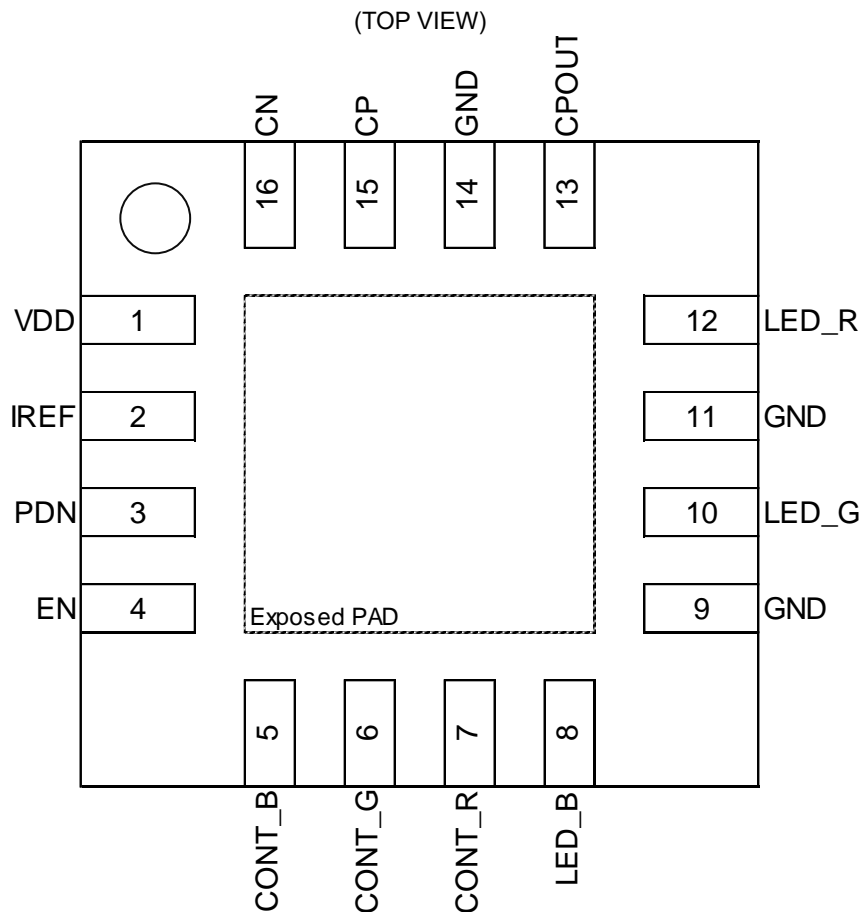 (TOP VIEW)
CN
CP
GND
CPOUT
16
15
14
13
VDD
1
12
LED_R
IREF
2
11
GND
PDN
3
10
LED_G
EN
4
Exposed PAD
9
GND
5
6
7
8
CONT_B
CONT_G
CONT_R
LED_B